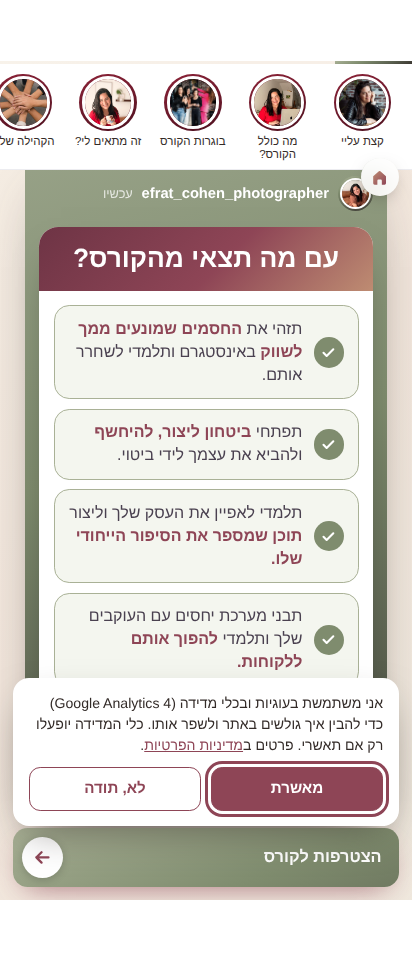 קצת עליי
מה כולל
הקורס?
בוגרות הקורס
זה מתאים לי?
הקהילה של
efrat_cohen_photographer עכשיו
עם מה תצאי מהקורס?
תזהי את החסמים שמונעים ממך
לשווק באינסטגרם ותלמדי לשחרר
אותם.
תפתחי ביטחון ליצור, להיחשף
ולהביא את עצמך לידי ביטוי.
תלמדי לאפיין את העסק שלך וליצור
תוכן שמספר את הסיפור הייחודי
שלו.
תבני מערכת יחסים עם העוקבים
שלך ותלמדי להפוך אותם
ללקוחות.
אני משתמשת בעוגיות ובכלי מדידה (Google Analytics 4)
כדי להבין איך גולשים באתר ולשפר אותו. כלי המדידה יופעלו
רק אם תאשרי. פרטים במדיניות הפרטיות.
מאשרת
לא, תודה
הצטרפות לקורס